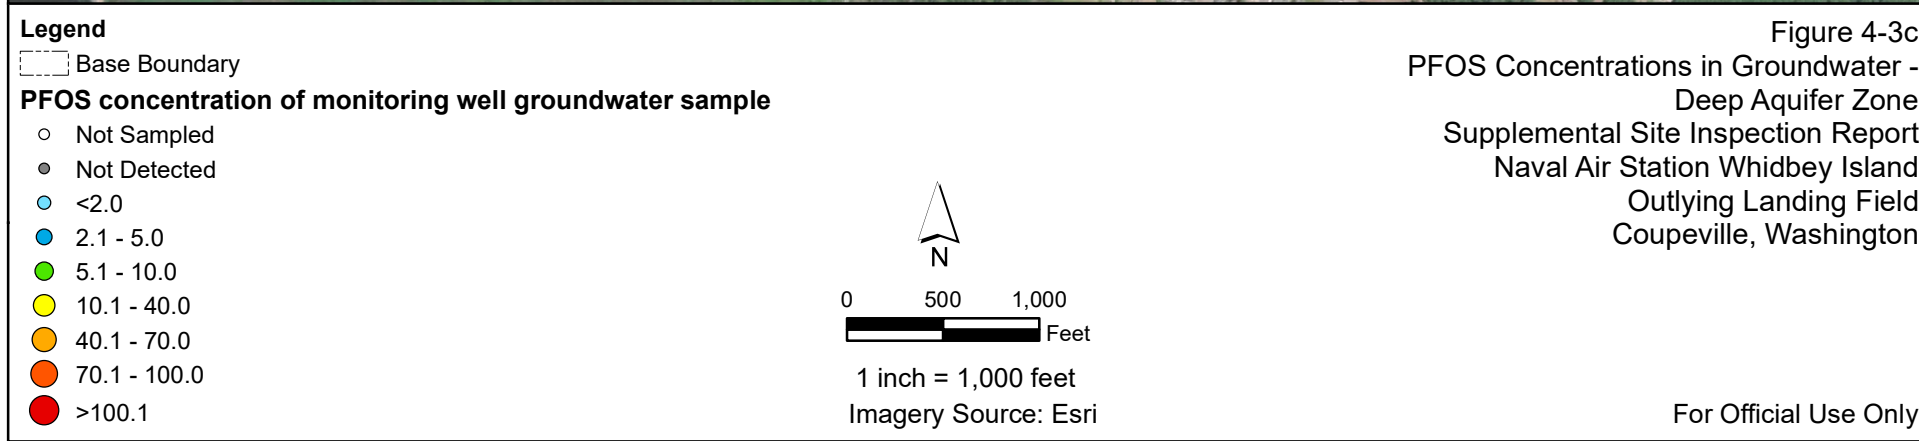 Legend
Base Boundary
PFOS concentration of monitoring well groundwater sample
Not Sampled
Not Detected
<2.0
2.1 - 5.0
5.1 - 10.0
10.1 - 40.0
40.1 - 70.0
70.1 - 100.0
>100.1
N
0 500 1,000
Feet
1 inch = 1,000 feet
Imagery Source: Esri
Figure 4-3c
PFOS Concentrations in Groundwater -
Deep Aquifer Zone
Supplemental Site Inspection Report
Naval Air Station Whidbey Island
Outlying Landing Field
Coupeville, Washington
For Official Use Only